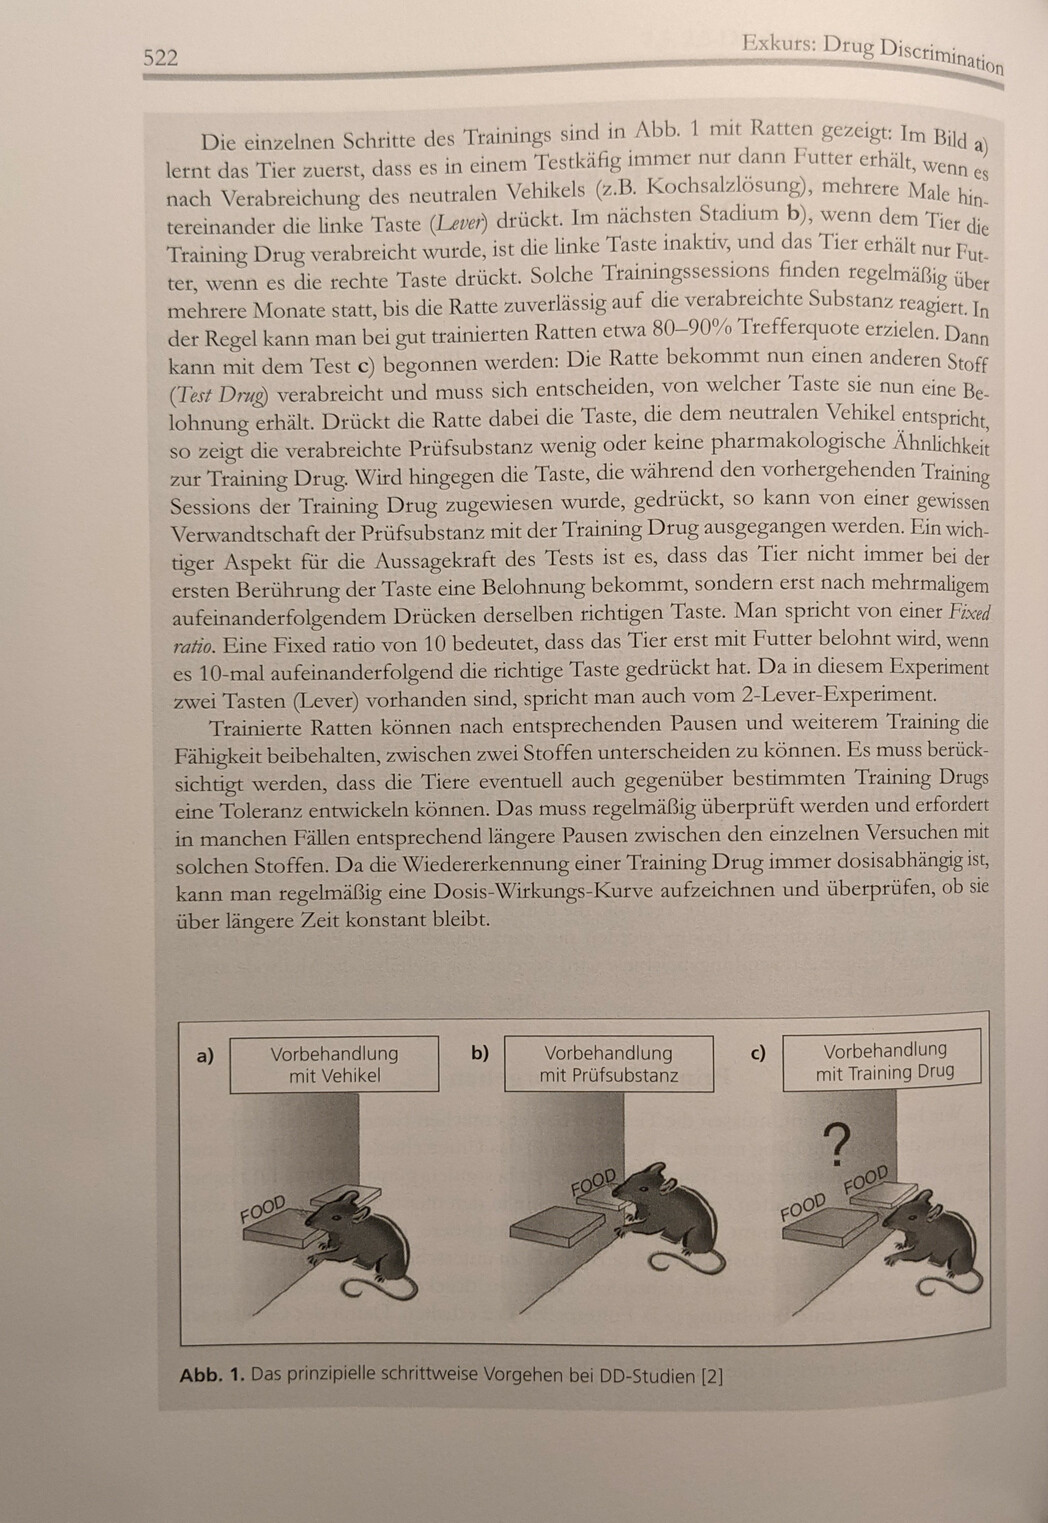 522
Exkurs: Drug Discrimination
Die einzelnen Schritte des Trainings sind in Abb. 1 mit Ratten gezeigt: Im Bild a)
lernt das Tier zuerst, dass es in einem Testkäfig immer nur dann Futter erhält, wenn es
nach Verabreichung des neutralen Vehikels (z.B. Kochsalzlösung), mehrere Male hin-
tereinander die linke Taste (Lever) drückt. Im nächsten Stadium b), wenn dem Tier die
Training Drug verabreicht wurde, ist die linke Taste inaktiv, und das Tier erhält nur Fut-
ter, wenn es die rechte Taste drückt. Solche Trainingssessions finden regelmäßig über
mehrere Monate statt, bis die Ratte zuverlässig auf die verabreichte Substanz reagiert. In
der Regel kann man bei gut trainierten Ratten etwa 80–90% Trefferquote erzielen. Dann
kann mit dem Test c) begonnen werden: Die Ratte bekommt nun einen anderen Stoff
(Test Drug) verabreicht und muss sich entscheiden, von welcher Taste sie nun eine Be-
lohnung erhält. Drückt die Ratte dabei die Taste, die dem neutralen Vehikel entspricht,
so zeigt die verabreichte Prüfsubstanz wenig oder keine pharmakologische Ähnlichkeit
zur Training Drug. Wird hingegen die Taste, die während den vorhergehenden Training
Sessions der Training Drug zugewiesen wurde, gedrückt, so kann von einer gewissen
Verwandtschaft der Prüfsubstanz mit der Training Drug ausgegangen werden. Ein wich-
tiger Aspekt für die Aussagekraft des Tests ist es, dass das Tier nicht immer bei der
ersten Berührung der Taste eine Belohnung bekommt, sondern erst nach mehrmaligem
aufeinanderfolgendem Drücken derselben richtigen Taste. Man spricht von einer Fixed
ratio. Eine Fixed ratio von 10 bedeutet, dass das Tier erst mit Futter belohnt wird, wenn
es 10-mal aufeinanderfolgend die richtige Taste gedrückt hat. Da in diesem Experiment
zwei Tasten (Lever) vorhanden sind, spricht man auch vom 2-Lever-Experiment.
Trainierte Ratten können nach entsprechenden Pausen und weiterem Training die
Fähigkeit beibehalten, zwischen zwei Stoffen unterscheiden zu können. Es muss berück-
sichtigt werden, dass die Tiere eventuell auch gegenüber bestimmten Training Drugs
eine Toleranz entwickeln können. Das muss regelmäßig überprüft werden und erfordert
in manchen Fällen entsprechend längere Pausen zwischen den einzelnen Versuchen mit
solchen Stoffen. Da die Wiedererkennung einer Training Drug immer dosisabhängig ist,
kann man regelmäßig eine Dosis-Wirkungs-Kurve aufzeichnen und überprüfen, ob sie
über längere Zeit konstant bleibt.
a)
Vorbehandlung
mit Vehikel
FOOD
b)
Vorbehandlung
mit Prüfsubstanz
FOOD
c)
Vorbehandlung
mit Training Drug
?
FOOD
FOOD
Abb. 1. Das prinzipielle schrittweise Vorgehen bei DD-Studien [2]